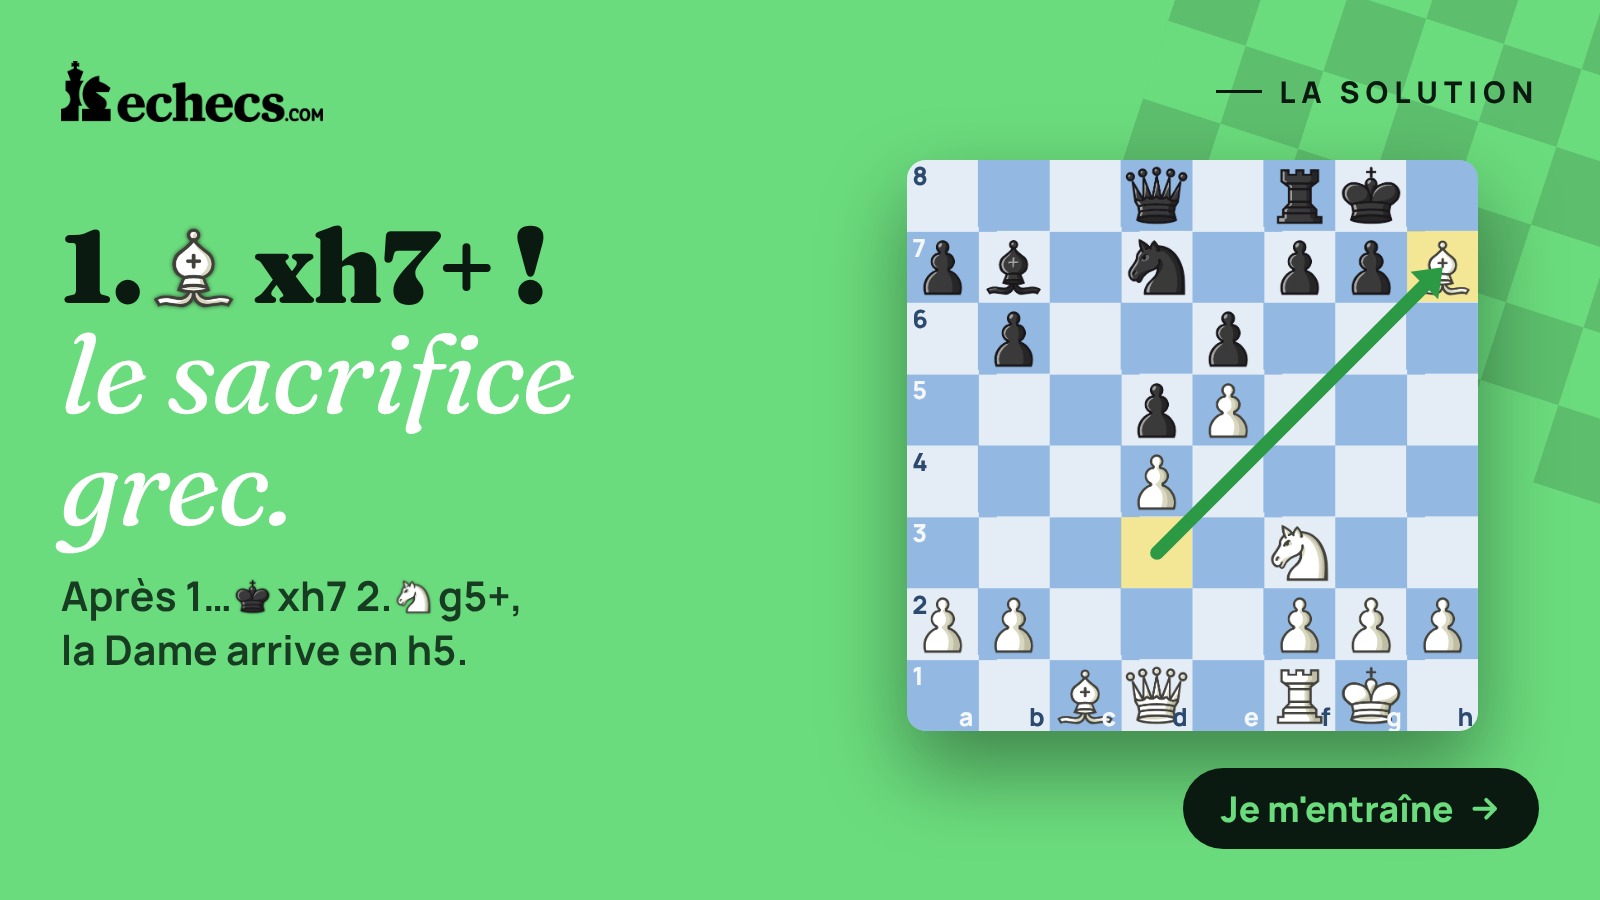 echecs.COM
LA SOLUTION
1. xh7+ !
le sacrifice
grec.
Après 1... xh7 2. g5+,
la Dame arrive en h5.
8
7
6
5
4
3
2
1
a b c d e f g h
Je m'entraîne →